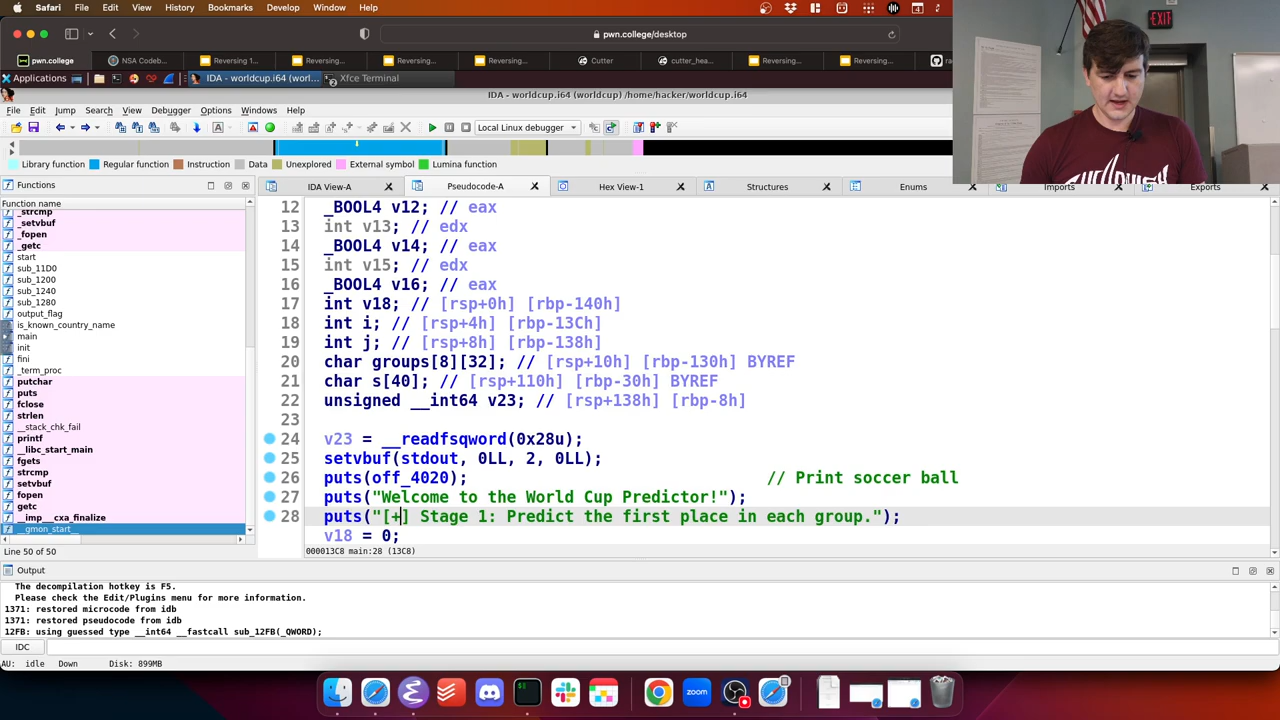 Safari File Edit View History Bookmarks Develop Window Help
pwn.college/desktop
EXIT
pwn.college NSA Codeb... Reversing 1... Reversing... Reversing... Cutter cutter_hea... Reversing... Reversing...
Applications IDA - worldcup.i64 (worl... Xfce Terminal
IDA - worldcup.i64 (worldcup) /home/hacker/worldcup.i64
File Edit Jump Search View Debugger Options Windows Help
Local Linux debugger
Library function Regular function Instruction Data Unexplored External symbol Lumina function
Functions
IDA View-A Pseudocode-A Hex View-1 Structures Enums Imports Exports
Function name
_strcmp
_setvbuf
_fopen
_getc
start
sub_11D0
sub_1200
sub_1240
sub_1280
output_flag
is_known_country_name
main
init
fini
_term_proc
putchar
puts
fclose
strlen
__stack_chk_fail
printf
__libc_start_main
fgets
strcmp
setvbuf
fopen
getc
__imp__cxa_finalize
__gmon_start__
Line 50 of 50
12 _BOOL4 v12; // eax
13 int v13; // edx
14 _BOOL4 v14; // eax
15 int v15; // edx
16 _BOOL4 v16; // eax
17 int v18; // [rsp+0h] [rbp-140h]
18 int i; // [rsp+4h] [rbp-13Ch]
19 int j; // [rsp+8h] [rbp-138h]
20 char groups[8][32]; // [rsp+10h] [rbp-130h] BYREF
21 char s[40]; // [rsp+110h] [rbp-30h] BYREF
22 unsigned __int64 v23; // [rsp+138h] [rbp-8h]
23
24 v23 = __readfsqword(0x28u);
25 setvbuf(stdout, 0LL, 2, 0LL);
26 puts(off_4020); // Print soccer ball
27 puts("Welcome to the World Cup Predictor!");
28 puts("[+] Stage 1: Predict the first place in each group.");
v18 = 0;
000013C8 main:28 (13C8)
Output
The decompilation hotkey is F5.
Please check the Edit/Plugins menu for more information.
1371: restored microcode from idb
1371: restored pseudocode from idb
12FB: using guessed type __int64 __fastcall sub_12FB(_QWORD);
IDC
AU: idle Down Disk: 899MB
zoom